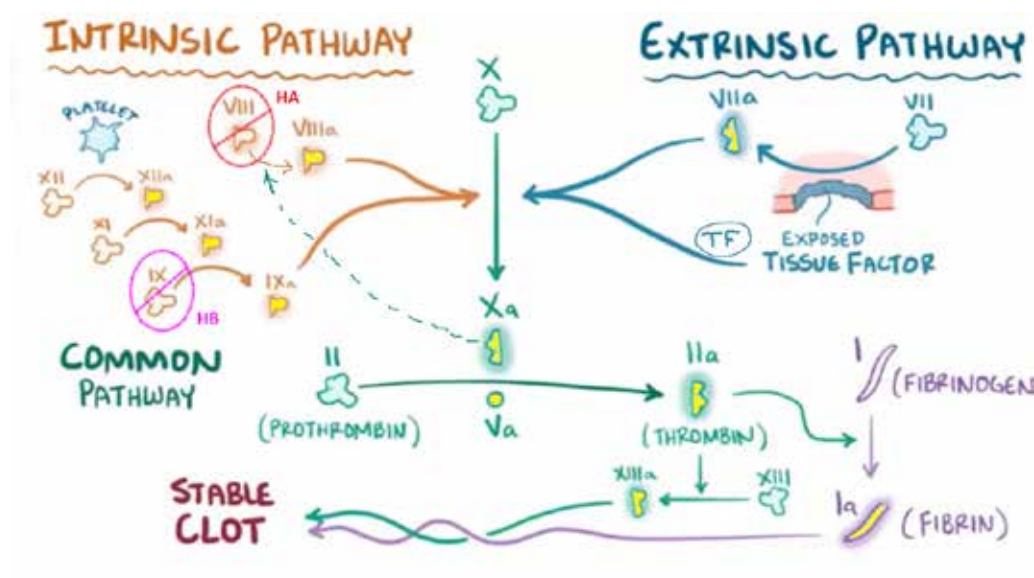 INTRINSIC PATHWAY
EXTRINSIC PATHWAY
PLATELET
VIII
HA
VIIIa
X
VIIa
VII
XII
XIIa
XI
XIa
IX
HB
IXa
TF
EXPOSED
TISSUE FACTOR
Xa
COMMON
PATHWAY
II
(PROTHROMBIN)
Va
IIa
(THROMBIN)
I
(FIBRINOGEN
XIIIa
XIII
STABLE
CLOT
Ia
(FIBRIN)